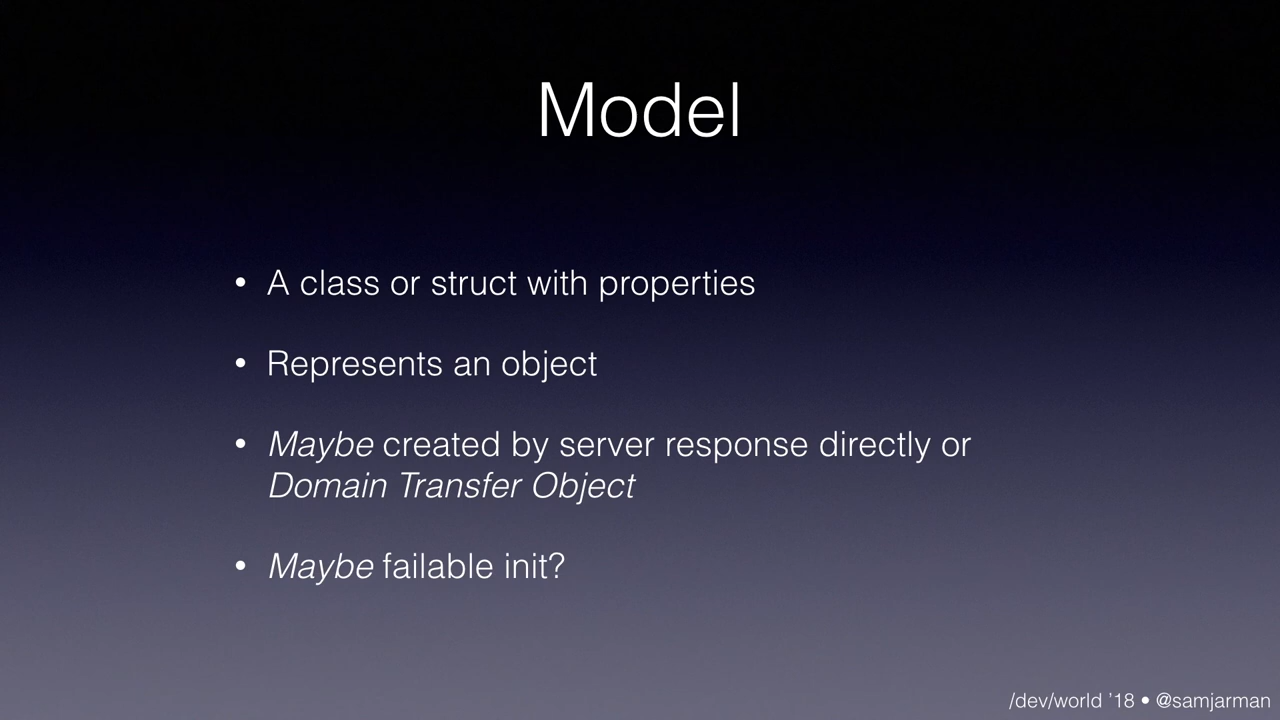 Model
• A class or struct with properties
• Represents an object
• Maybe created by server response directly or
Domain Transfer Object
• Maybe failable init?
/dev/world ’18 • @samjarman